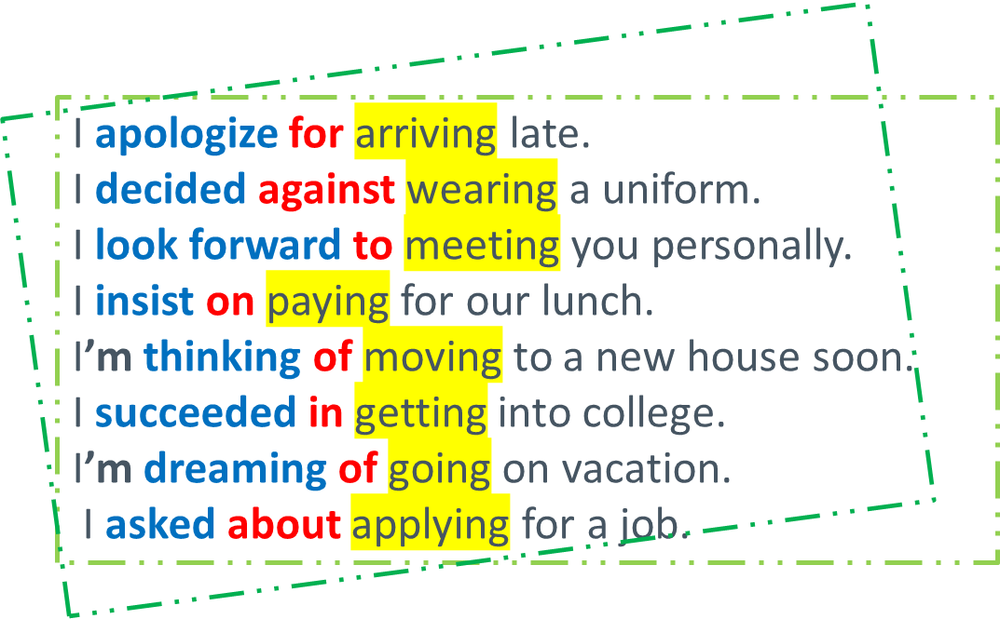 I apologize for arriving late.
I decided against wearing a uniform.
I look forward to meeting you personally.
I insist on paying for our lunch.
I’m thinking of moving to a new house soon.
I succeeded in getting into college.
I’m dreaming of going on vacation.
I asked about applying for a job.